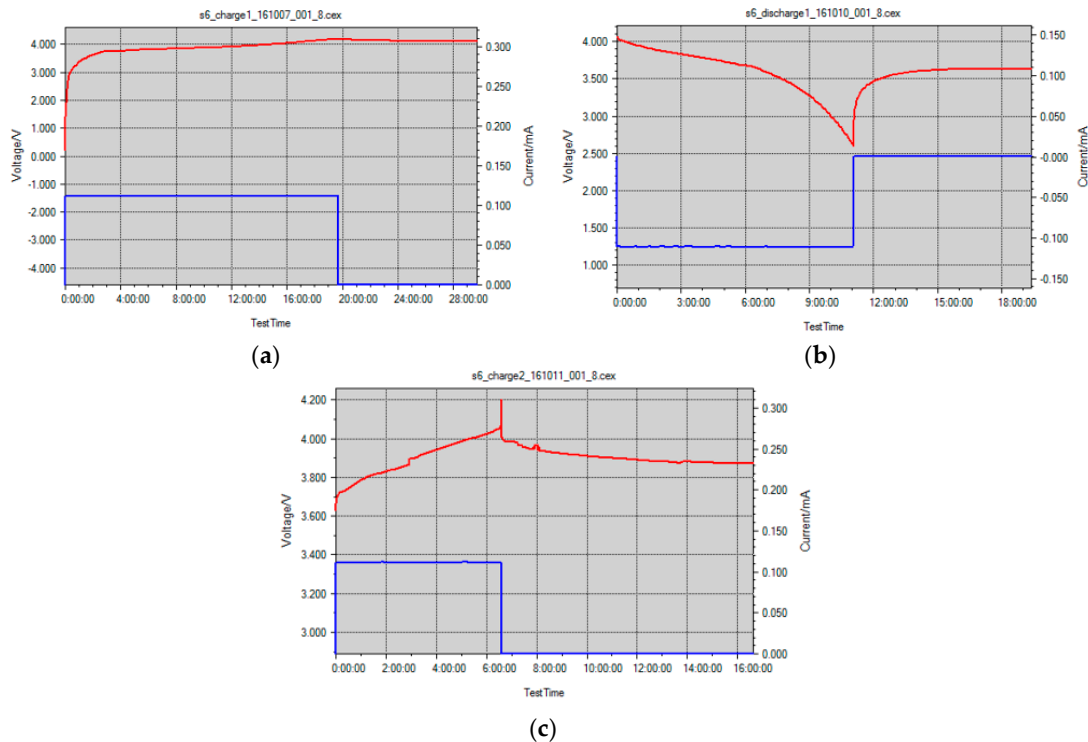 s6_charge1_161007_001_8.cex
4.000
3.000
2.000
1.000
0.000
-1.000
-2.000
-3.000
-4.000
Voltage/V
0.300
0.250
0.200
0.150
0.100
0.050
0.000
Current/mA
0:00:00 4:00:00 8:00:00 12:00:00 16:00:00 20:00:00 24:00:00 28:00:00
TestTime
(a)
s6_discharge1_161010_001_8.cex
4.000
3.500
3.000
2.500
2.000
1.500
1.000
Voltage/V
0.150
0.100
0.050
-0.000
-0.050
-0.100
-0.150
Current/mA
0:00:00 3:00:00 6:00:00 9:00:00 12:00:00 15:00:00 18:00:00
TestTime
(b)
s6_charge2_161011_001_8.cex
4.200
4.000
3.800
3.600
3.400
3.200
3.000
Voltage/V
0.300
0.250
0.200
0.150
0.100
0.050
0.000
Current/mA
0:00:00 2:00:00 4:00:00 6:00:00 8:00:00 10:00:00 12:00:00 14:00:00 16:00:00
TestTime
(c)